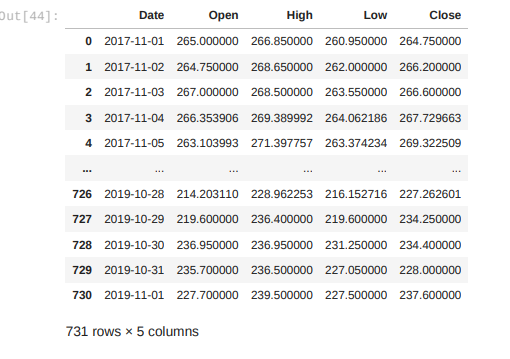 Out[44]:
Date Open High Low Close
0 2017-11-01 265.000000 266.850000 260.950000 264.750000
1 2017-11-02 264.750000 268.650000 262.000000 266.200000
2 2017-11-03 267.000000 268.500000 263.550000 266.600000
3 2017-11-04 266.353906 269.389992 264.062186 267.729663
4 2017-11-05 263.103993 271.397757 263.374234 269.322509
... ... ... ... ... ...
726 2019-10-28 214.203110 228.962253 216.152716 227.262601
727 2019-10-29 219.600000 236.400000 219.600000 234.250000
728 2019-10-30 236.950000 236.950000 231.250000 234.400000
729 2019-10-31 235.700000 236.500000 227.050000 228.000000
730 2019-11-01 227.700000 239.500000 227.500000 237.600000
731 rows × 5 columns